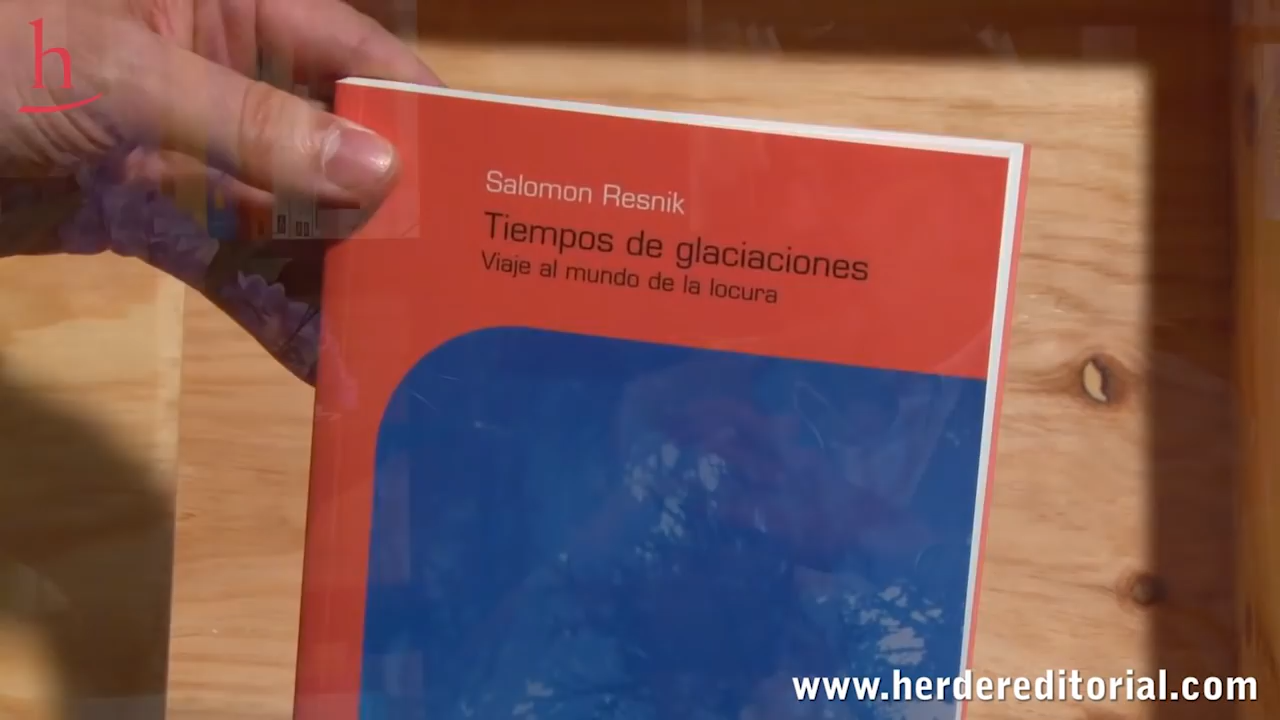 h
Salomon Resnik
Tiempos de glaciaciones
Viaje al mundo de la locura
www.herdereditorial.com